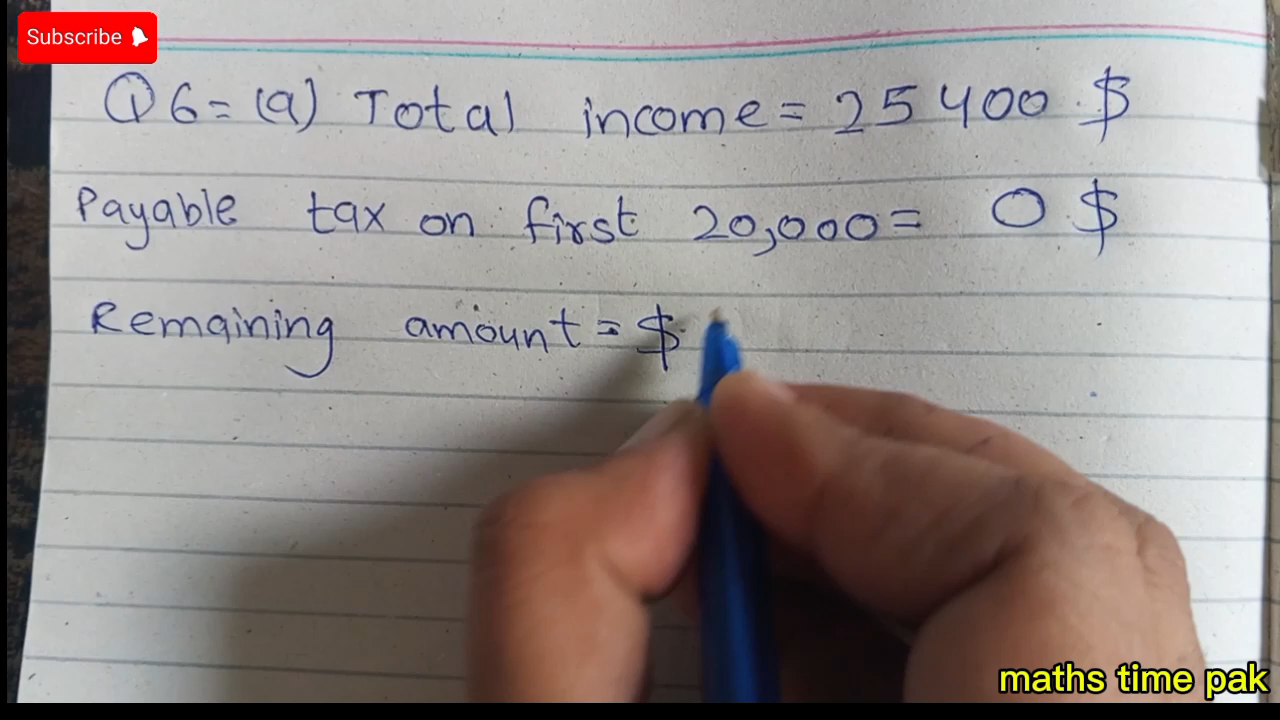 Subscribe
Q6= (a) Total income = 25400 $
Payable tax on first 20,000= 0 $
Remaining amount = $
maths time pak